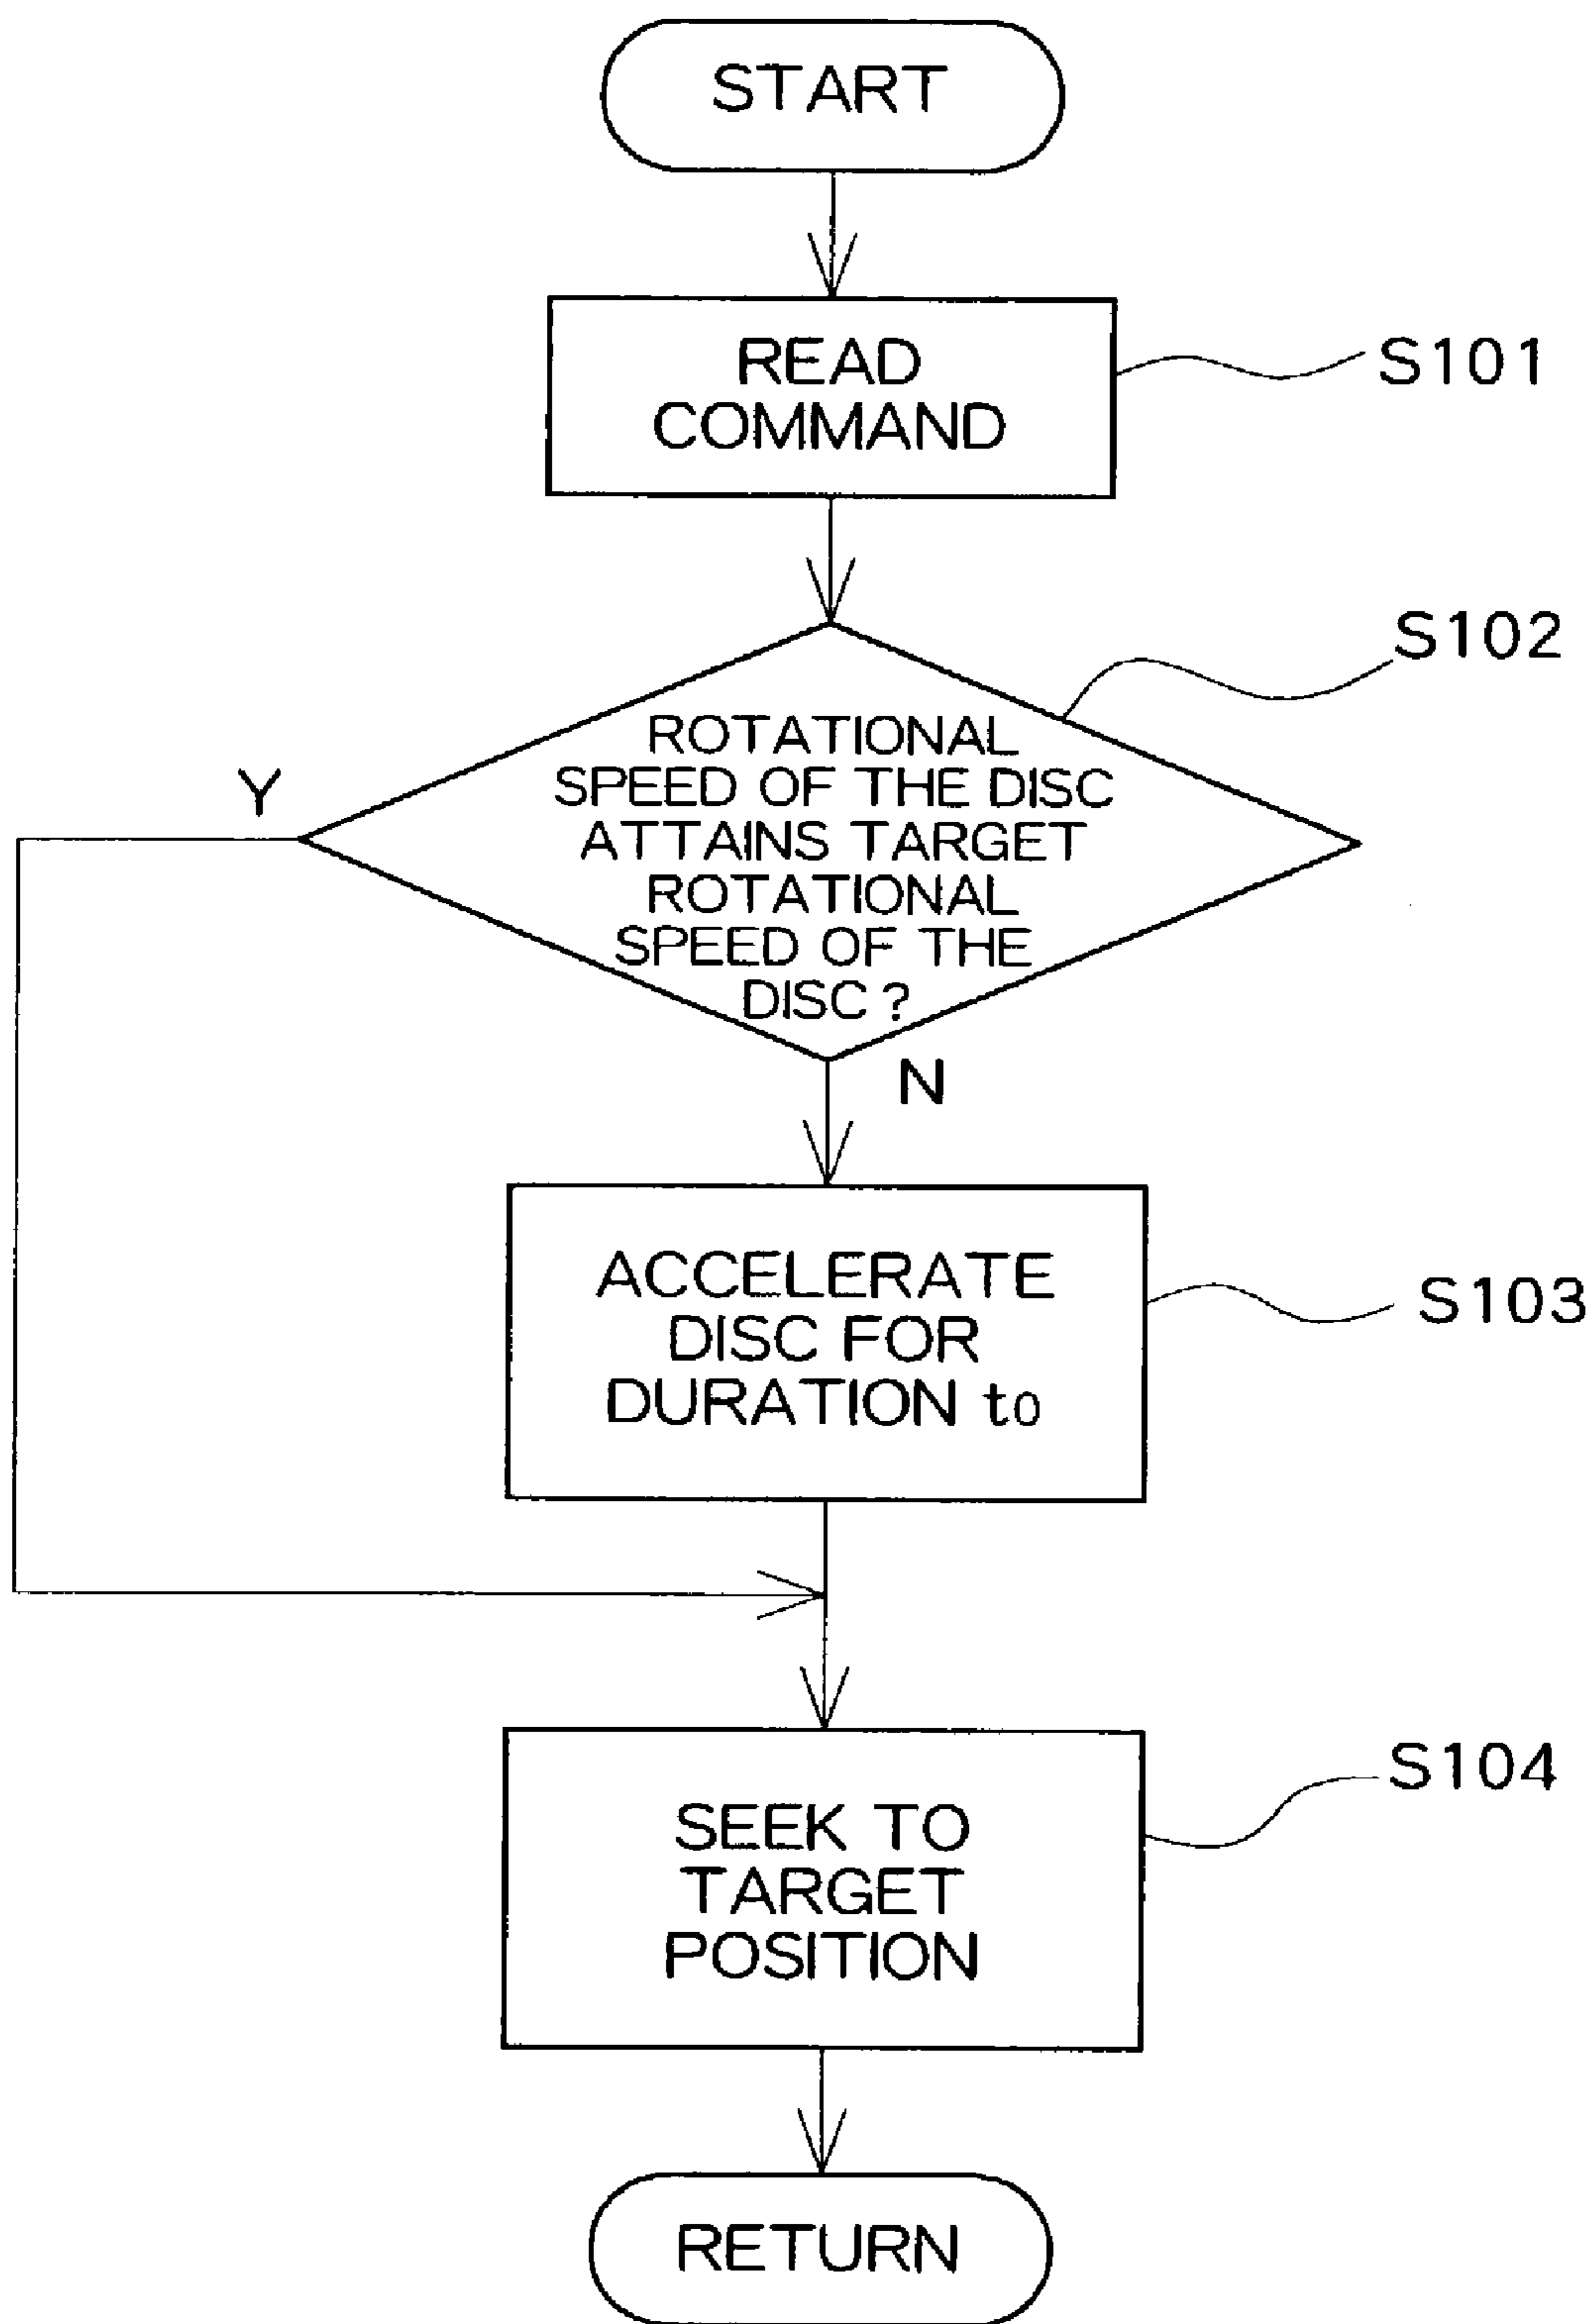 START
READ
COMMAND
S101
S102
ROTATIONAL
SPEED OF THE DISC
ATTAINS TARGET
ROTATIONAL
SPEED OF THE
DISC?
Y
N
ACCELERATE
DISC FOR
DURATION t0
S103
SEEK TO
TARGET
POSITION
S104
RETURN